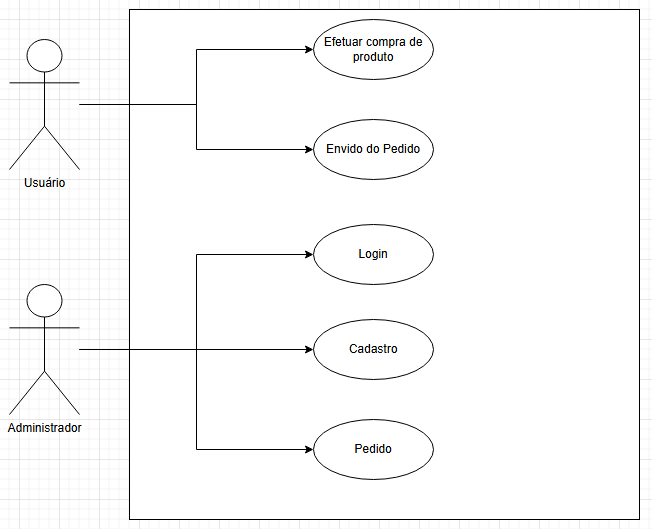 Efetuar compra de
produto
Envido do Pedido
Usuário
Login
Cadastro
Administrador
Pedido